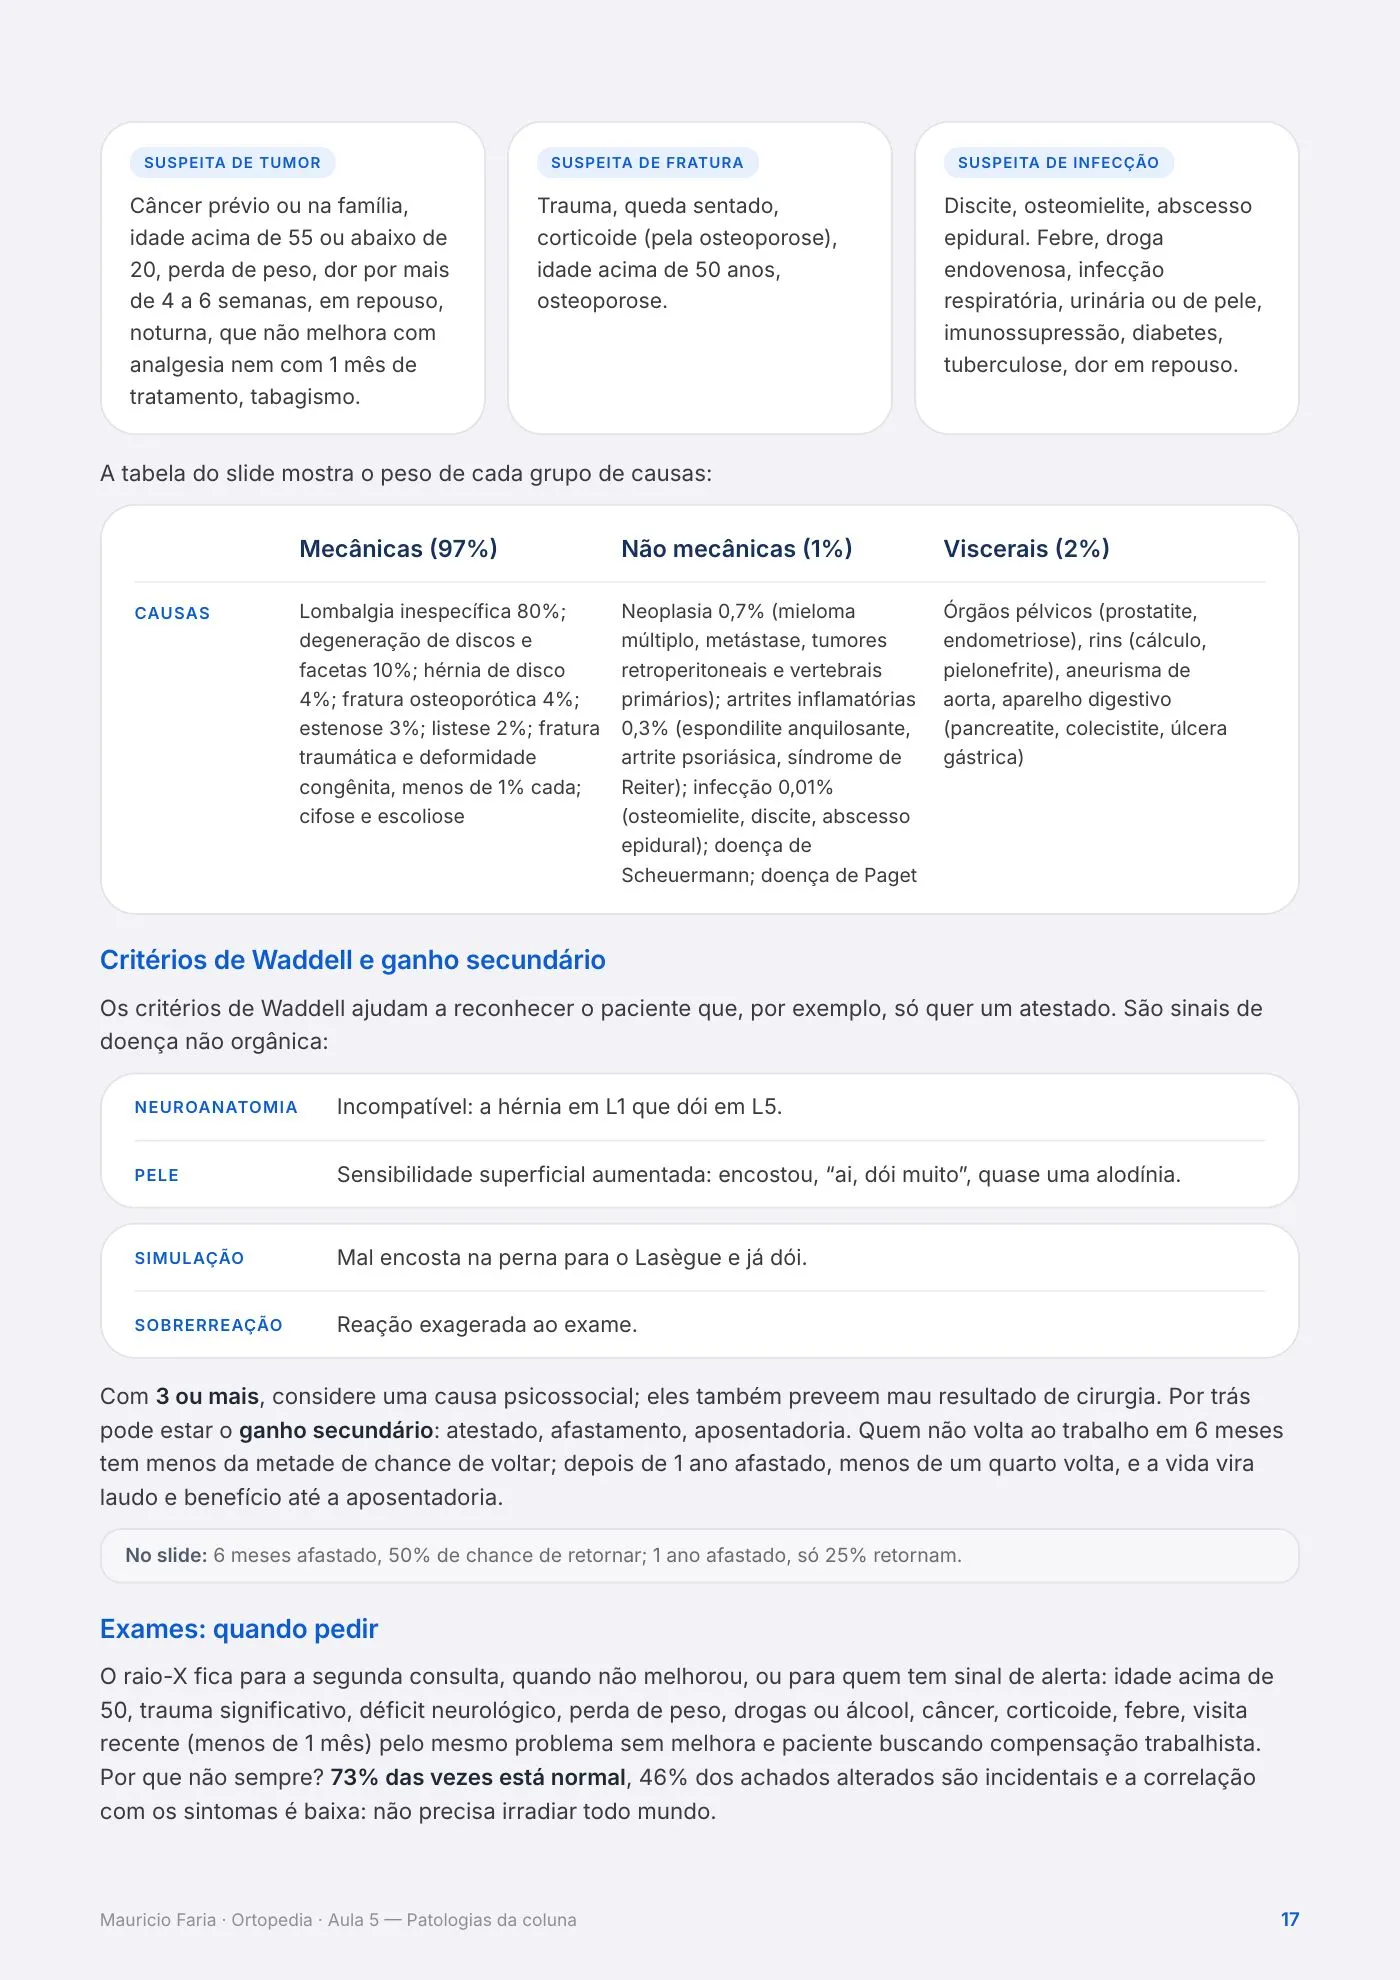 SUSPEITA DE TUMOR
Câncer prévio ou na família,
idade acima de 55 ou abaixo de
20, perda de peso, dor por mais
de 4 a 6 semanas, em repouso,
noturna, que não melhora com
analgesia nem com 1 mês de
tratamento, tabagismo.
SUSPEITA DE FRATURA
Trauma, queda sentado,
corticoide (pela osteoporose),
idade acima de 50 anos,
osteoporose.
SUSPEITA DE INFECÇÃO
Discite, osteomielite, abscesso
epidural. Febre, droga
endovenosa, infecção
respiratória, urinária ou de pele,
imunossupressão, diabetes,
tuberculose, dor em repouso.
A tabela do slide mostra o peso de cada grupo de causas:
Mecânicas (97%)
Não mecânicas (1%)
Viscerais (2%)
CAUSAS
Lombalgia inespecífica 80%;
degeneração de discos e
facetas 10%; hérnia de disco
4%; fratura osteoporótica 4%;
estenose 3%; listese 2%; fratura
traumática e deformidade
congênita, menos de 1% cada;
cifose e escoliose
Neoplasia 0,7% (mieloma
múltiplo, metástase, tumores
retroperitoneais e vertebrais
primários); artrites inflamatórias
0,3% (espondilite anquilosante,
artrite psoriásica, síndrome de
Reiter); infecção 0,01%
(osteomielite, discite, abscesso
epidural); doença de
Scheuermann; doença de Paget
Órgãos pélvicos (prostatite,
endometriose), rins (cálculo,
pielonefrite), aneurisma de
aorta, aparelho digestivo
(pancreatite, colecistite, úlcera
gástrica)
Critérios de Waddell e ganho secundário
Os critérios de Waddell ajudam a reconhecer o paciente que, por exemplo, só quer um atestado. São sinais de
doença não orgânica:
NEUROANATOMIA Incompatível: a hérnia em L1 que dói em L5.
PELE Sensibilidade superficial aumentada: encostou, “ai, dói muito”, quase uma alodínia.
SIMULAÇÃO Mal encosta na perna para o Lasègue e já dói.
SOBRERREAÇÃO Reação exagerada ao exame.
Com 3 ou mais, considere uma causa psicossocial; eles também preveem mau resultado de cirurgia. Por trás
pode estar o ganho secundário: atestado, afastamento, aposentadoria. Quem não volta ao trabalho em 6 meses
tem menos da metade de chance de voltar; depois de 1 ano afastado, menos de um quarto volta, e a vida vira
laudo e benefício até a aposentadoria.
No slide: 6 meses afastado, 50% de chance de retornar; 1 ano afastado, só 25% retornam.
Exames: quando pedir
O raio-X fica para a segunda consulta, quando não melhorou, ou para quem tem sinal de alerta: idade acima de
50, trauma significativo, déficit neurológico, perda de peso, drogas ou álcool, câncer, corticoide, febre, visita
recente (menos de 1 mês) pelo mesmo problema sem melhora e paciente buscando compensação trabalhista.
Por que não sempre? 73% das vezes está normal, 46% dos achados alterados são incidentais e a correlação
com os sintomas é baixa: não precisa irradiar todo mundo.
Mauricio Faria · Ortopedia · Aula 5 — Patologias da coluna
17